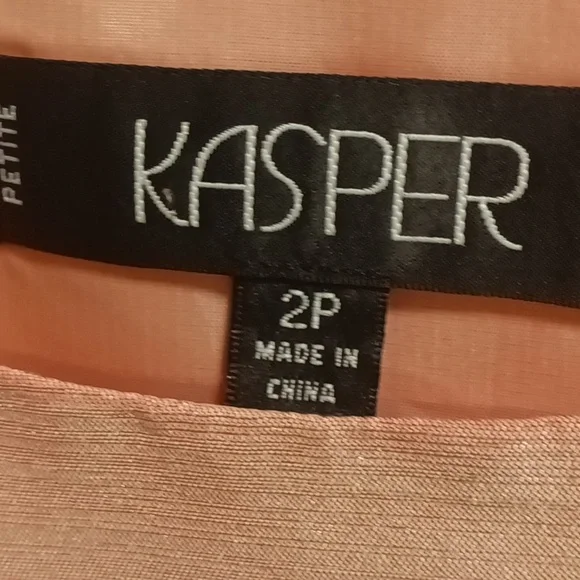 PETITE
KASPER
2P
MADE IN
CHINA